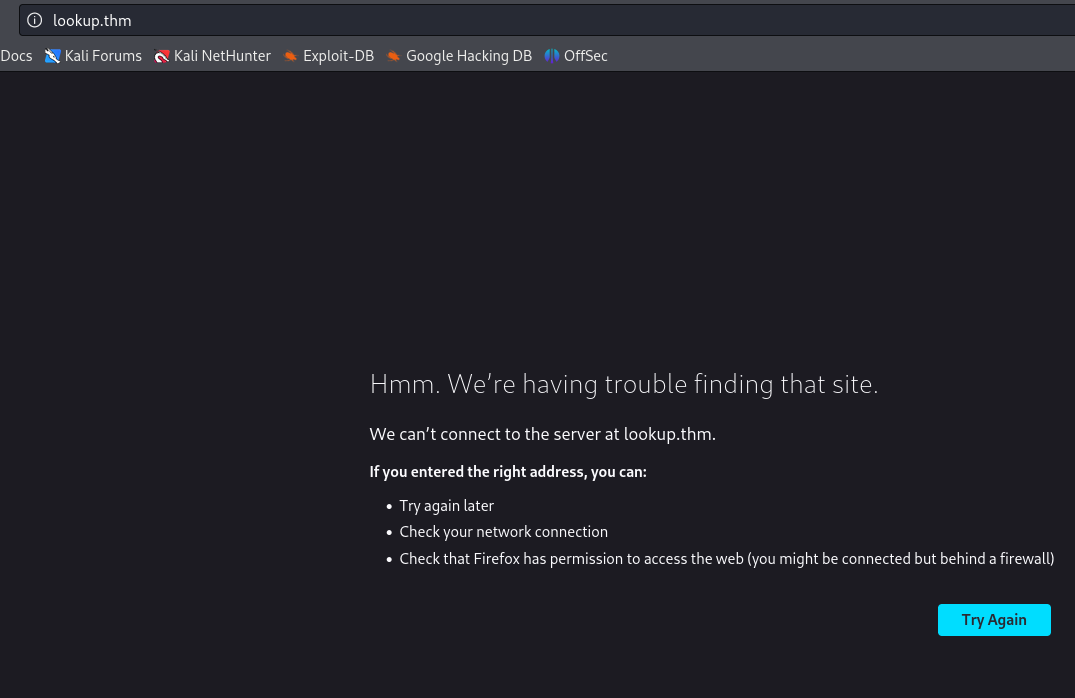 lookup.thm
Docs Kali Forums Kali NetHunter Exploit-DB Google Hacking DB OffSec
Hmm. We’re having trouble finding that site.
We can’t connect to the server at lookup.thm.
If you entered the right address, you can:
• Try again later
• Check your network connection
• Check that Firefox has permission to access the web (you might be connected but behind a firewall)
Try Again